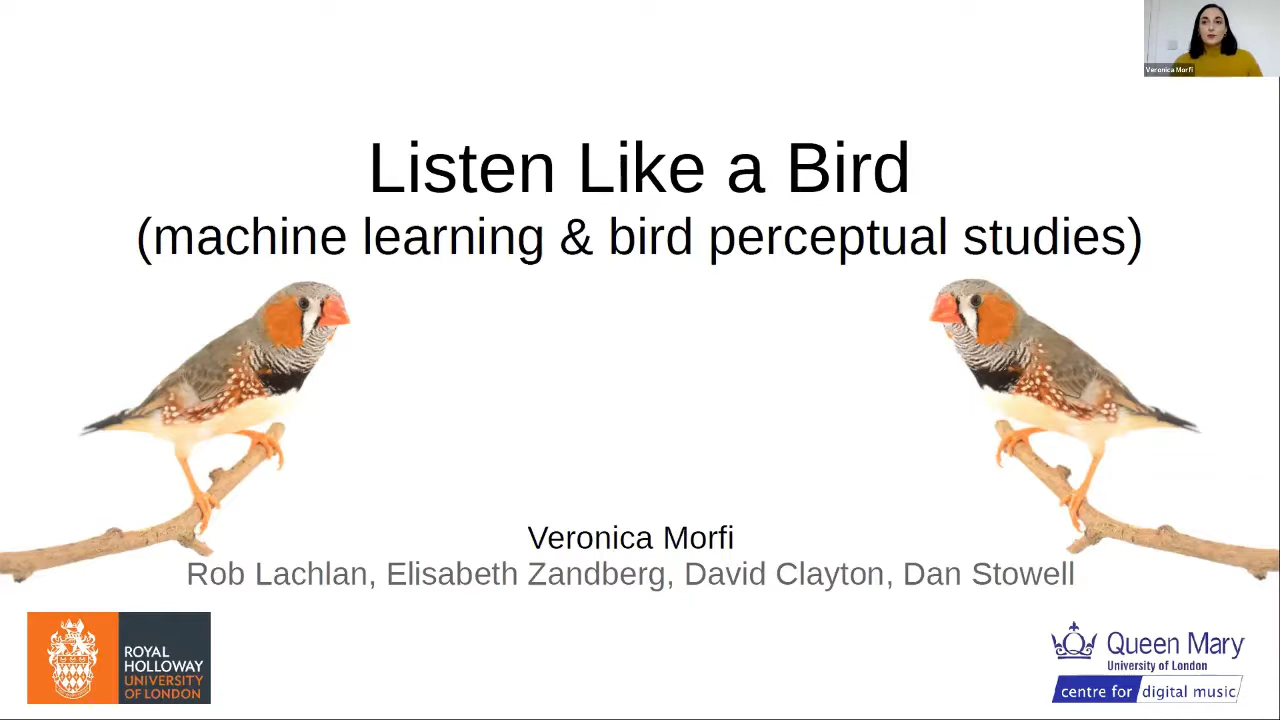 Veronica Morfi
Listen Like a Bird
(machine learning & bird perceptual studies)
Veronica Morfi
Rob Lachlan, Elisabeth Zandberg, David Clayton, Dan Stowell
ROYAL
HOLLOWAY
UNIVERSITY
OF LONDON
Queen Mary
University of London
centre for digital music